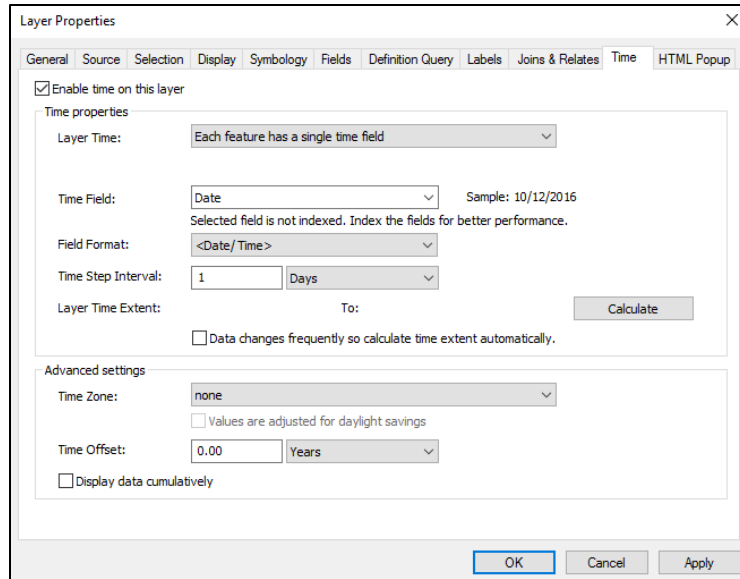 Layer Properties
General Source Selection Display Symbology Fields Definition Query Labels Joins & Relates Time HTML Popup
Enable time on this layer
Time properties
Layer Time: Each feature has a single time field
Time Field: Date Sample: 10/12/2016
Selected field is not indexed. Index the fields for better performance.
Field Format: <Date/Time>
Time Step Interval: 1 Days
Layer Time Extent: To: Calculate
Data changes frequently so calculate time extent automatically.
Advanced settings
Time Zone: none
Values are adjusted for daylight savings
Time Offset: 0.00 Years
Display data cumulatively
OK Cancel Apply